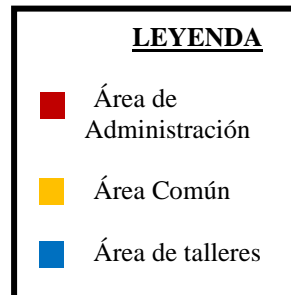 LEYENDA
Área de
Administración
Área Común
Área de talleres